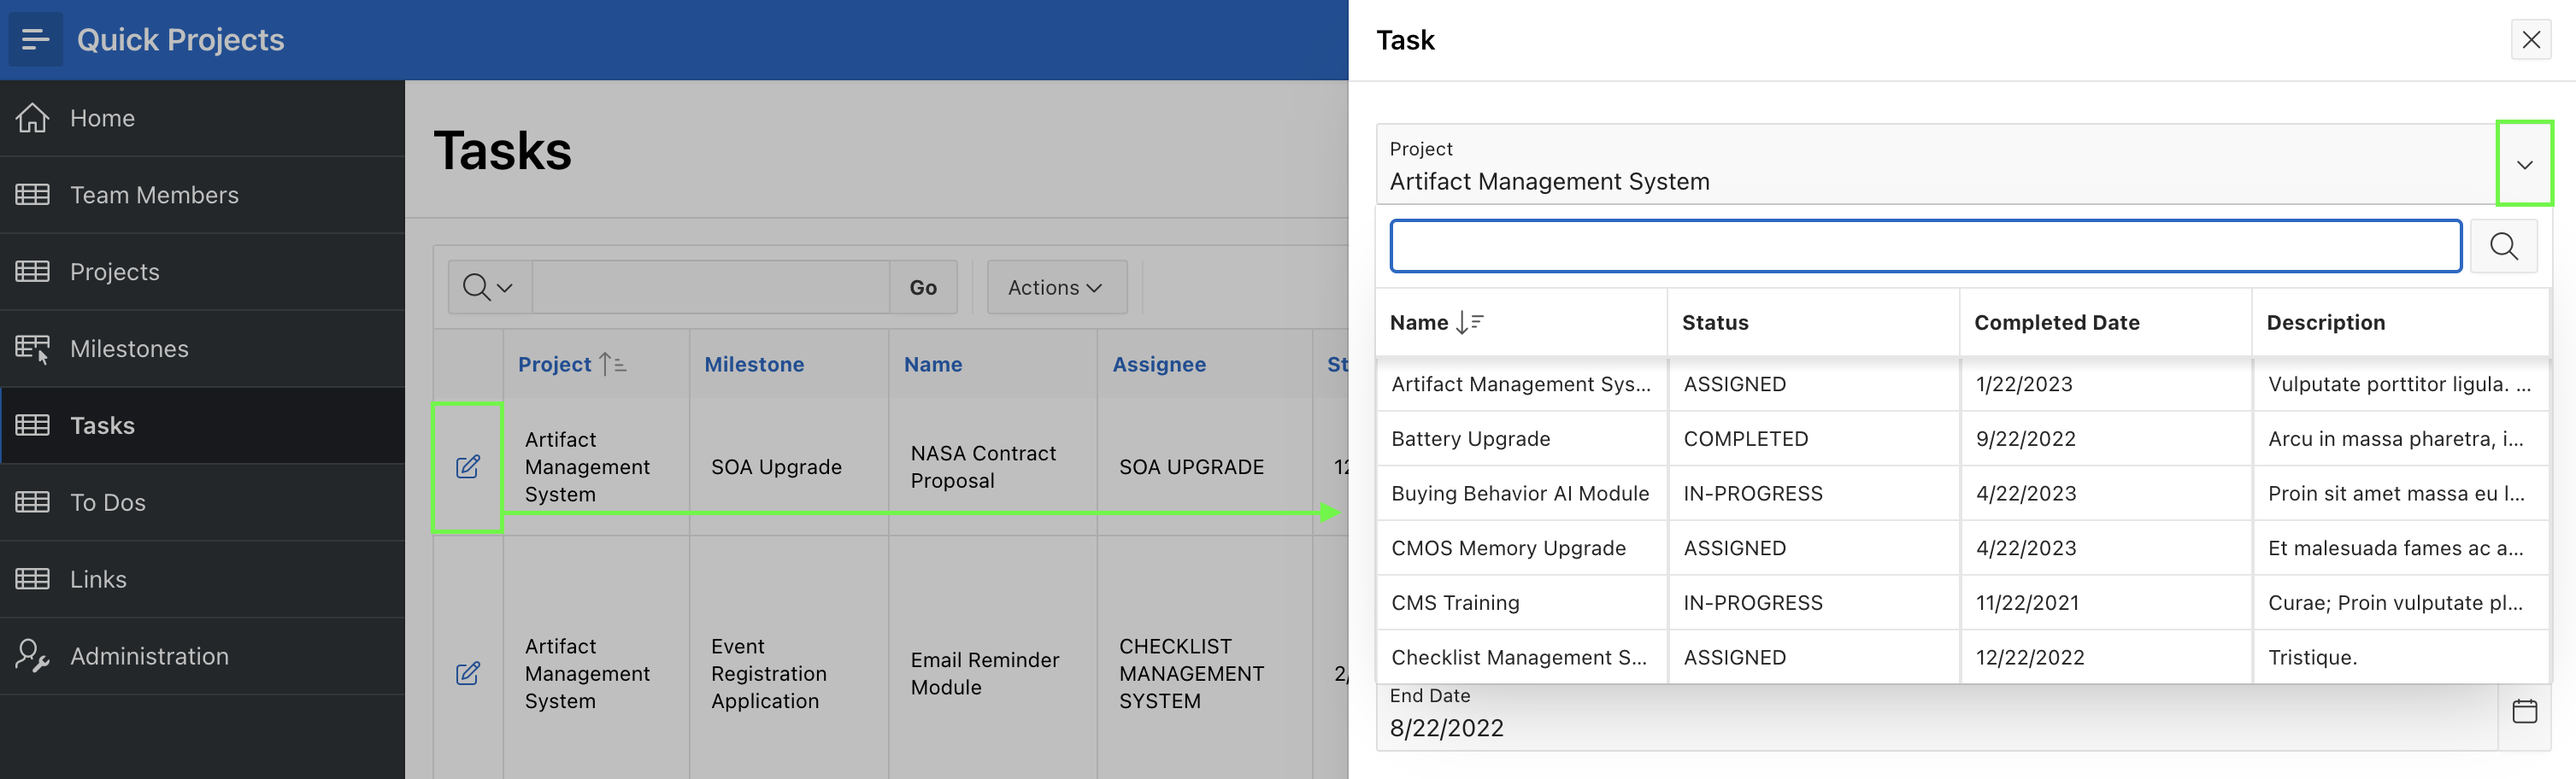 Quick Projects
Home
Team Members
Projects
Milestones
Tasks
To Dos
Links
Administration
Tasks
Go
Actions
Project
Milestone
Name
Assignee
St
Artifact
Management
System
SOA Upgrade
NASA Contract
Proposal
SOA UPGRADE
12
Artifact
Management
System
Event
Registration
Application
Email Reminder
Module
CHECKLIST
MANAGEMENT
SYSTEM
2/
Task
Project
Artifact Management System
Name
Status
Completed Date
Description
Artifact Management Sys...
ASSIGNED
1/22/2023
Vulputate porttitor ligula. ...
Battery Upgrade
COMPLETED
9/22/2022
Arcu in massa pharetra, i...
Buying Behavior AI Module
IN-PROGRESS
4/22/2023
Proin sit amet massa eu l...
CMOS Memory Upgrade
ASSIGNED
4/22/2023
Et malesuada fames ac a...
CMS Training
IN-PROGRESS
11/22/2021
Curae; Proin vulputate pl...
Checklist Management S...
ASSIGNED
12/22/2022
Tristique.
End Date
8/22/2022